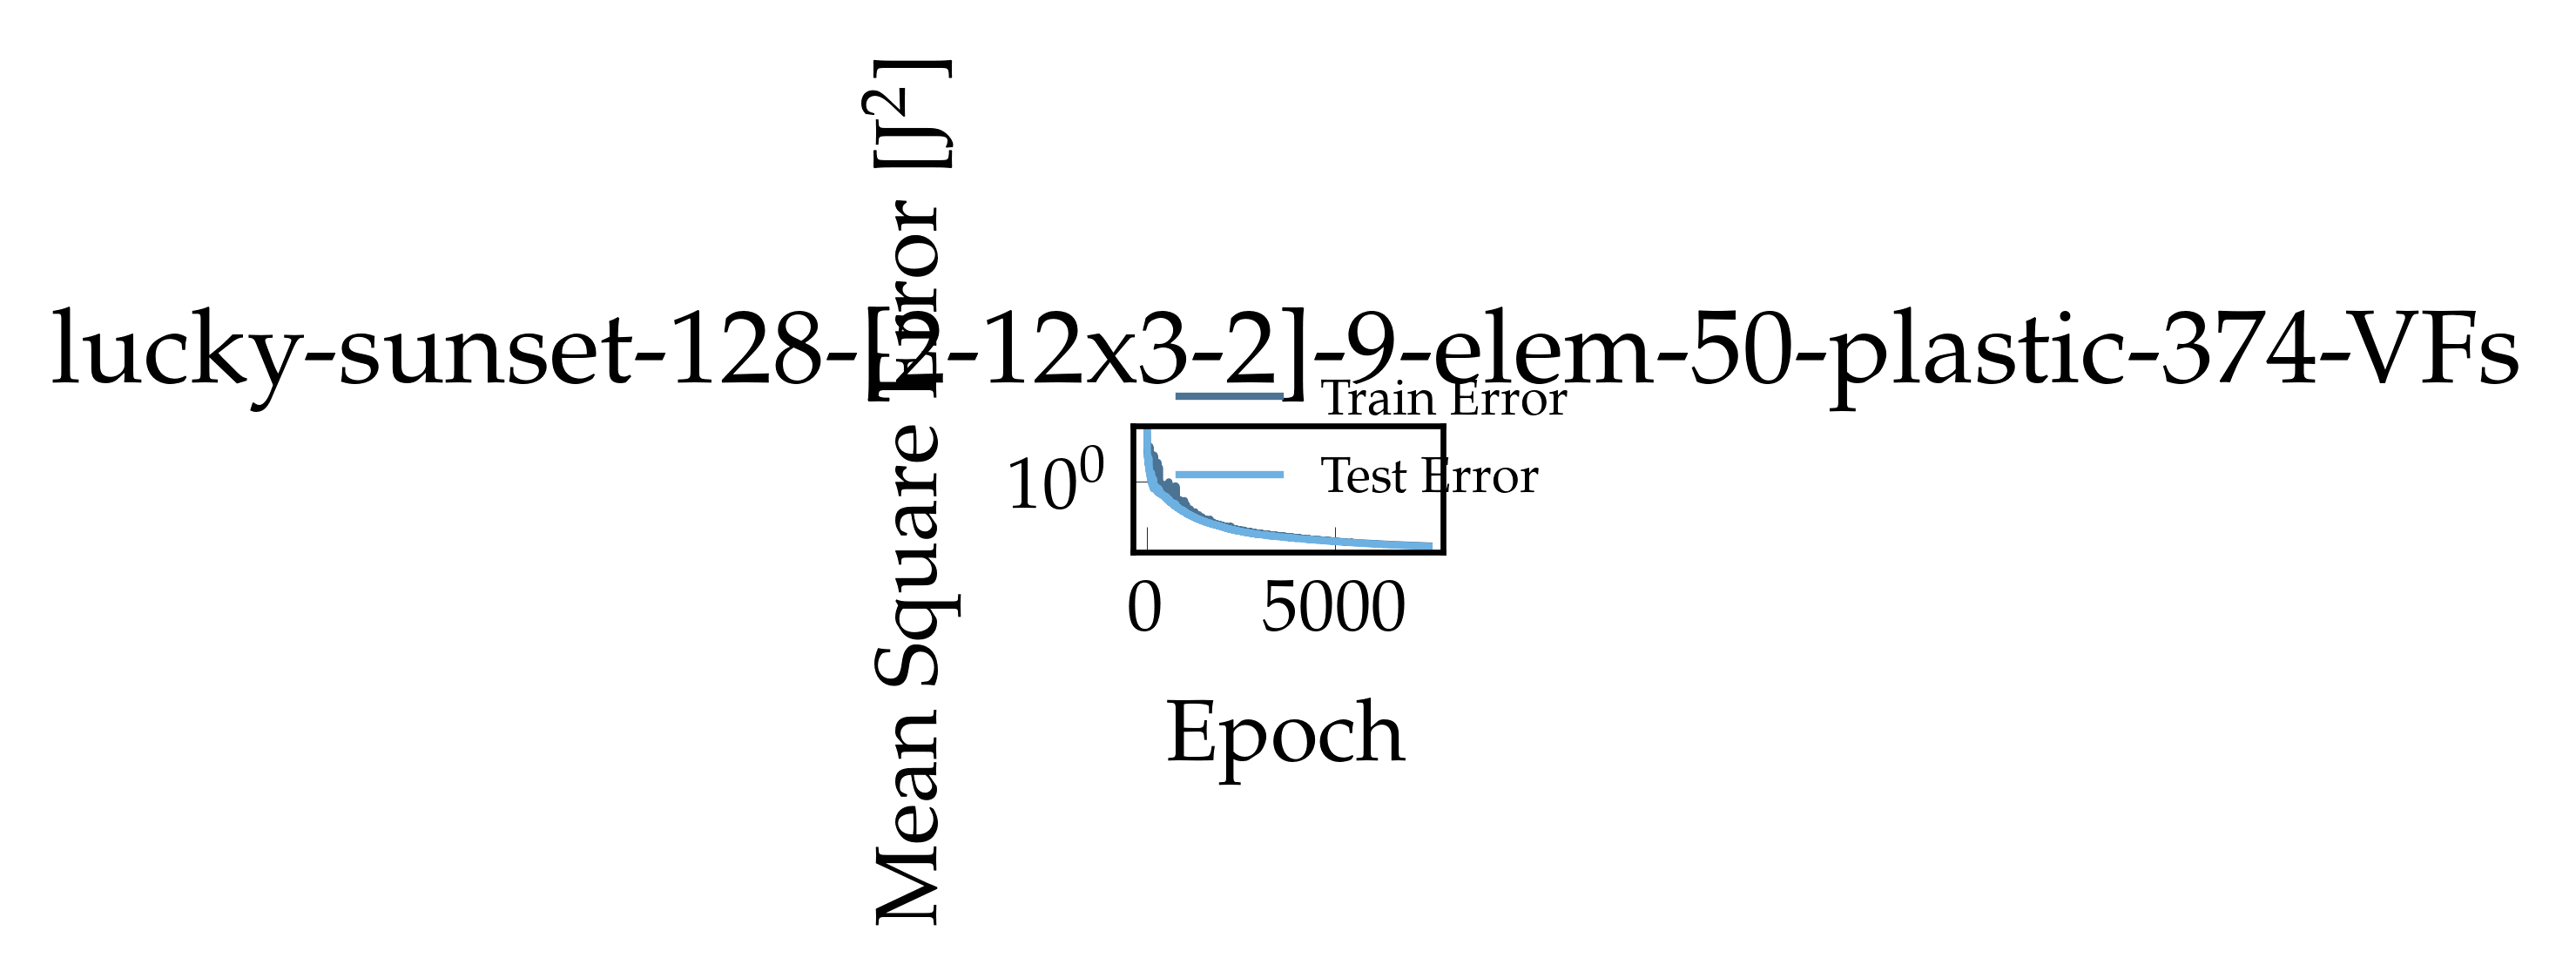 lucky-sunset-128-[2-12x3-2]-9-elem-50-plastic-374-VFs
Mean Square Error [J²]
Train Error
Test Error
10⁰
0 5000
Epoch